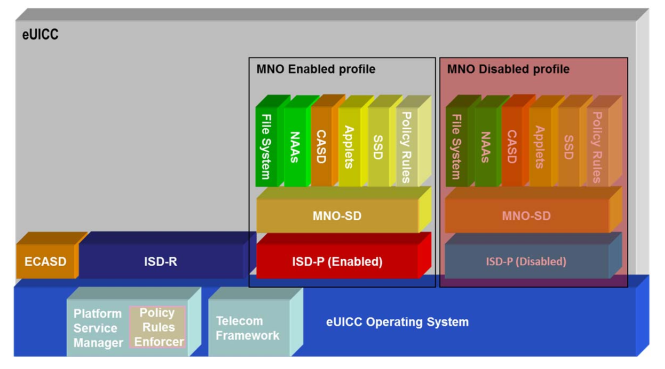 eUICC
MNO Enabled profile
MNO Disabled profile
File System
NAAs
CASD
Applets
SSD
Policy Rules
File System
NAAs
CASD
Applets
SSD
Policy Rules
MNO-SD
MNO-SD
ECASD
ISD-R
ISD-P (Enabled)
ISD-P (Disabled)
Platform
Service
Manager
Policy
Rules
Enforcer
Telecom
Framework
eUICC Operating System